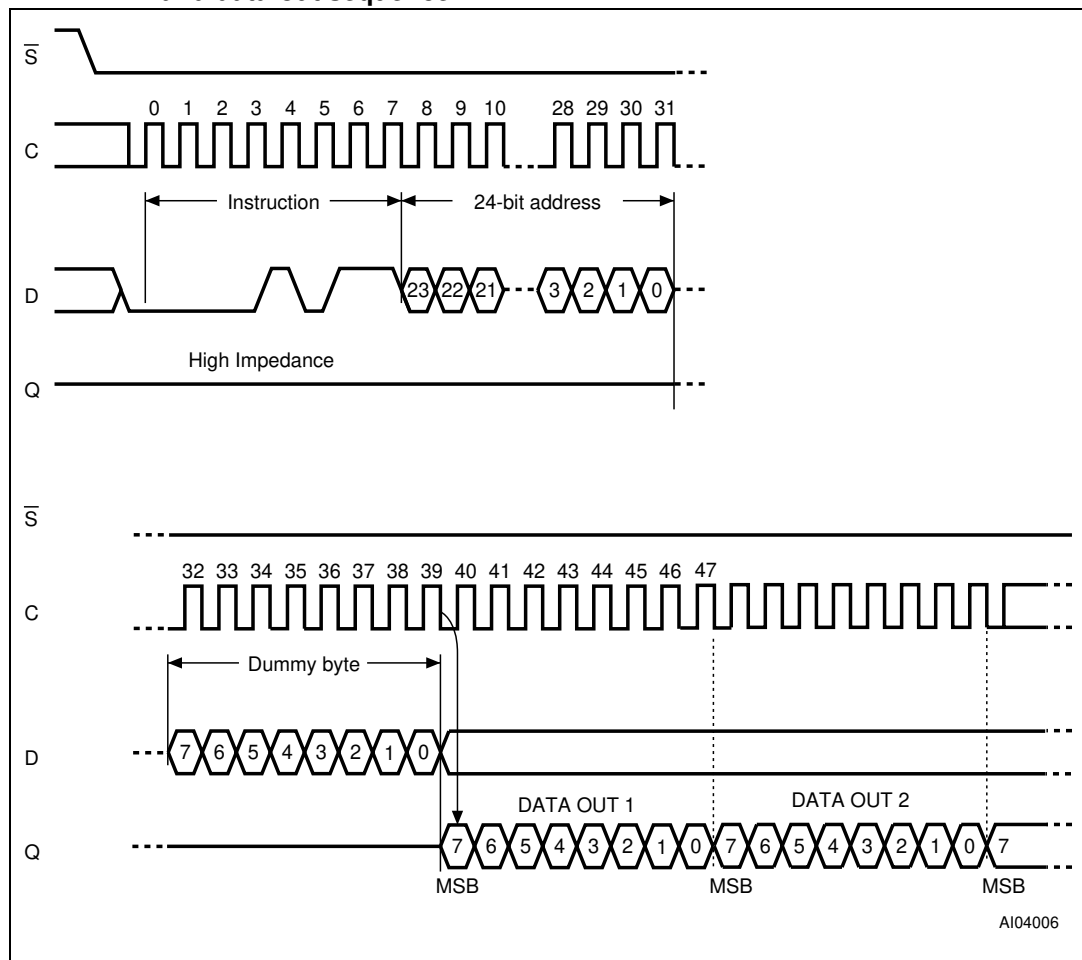 S
0 1 2 3 4 5 6 7 8 9 10 28 29 30 31
C
Instruction 24-bit address
D 23 22 21 3 2 1 0
High Impedance
Q
S
32 33 34 35 36 37 38 39 40 41 42 43 44 45 46 47
C
Dummy byte
D 7 6 5 4 3 2 1 0
DATA OUT 1 DATA OUT 2
Q 7 6 5 4 3 2 1 0 7 6 5 4 3 2 1 0 7
MSB MSB MSB
AI04006